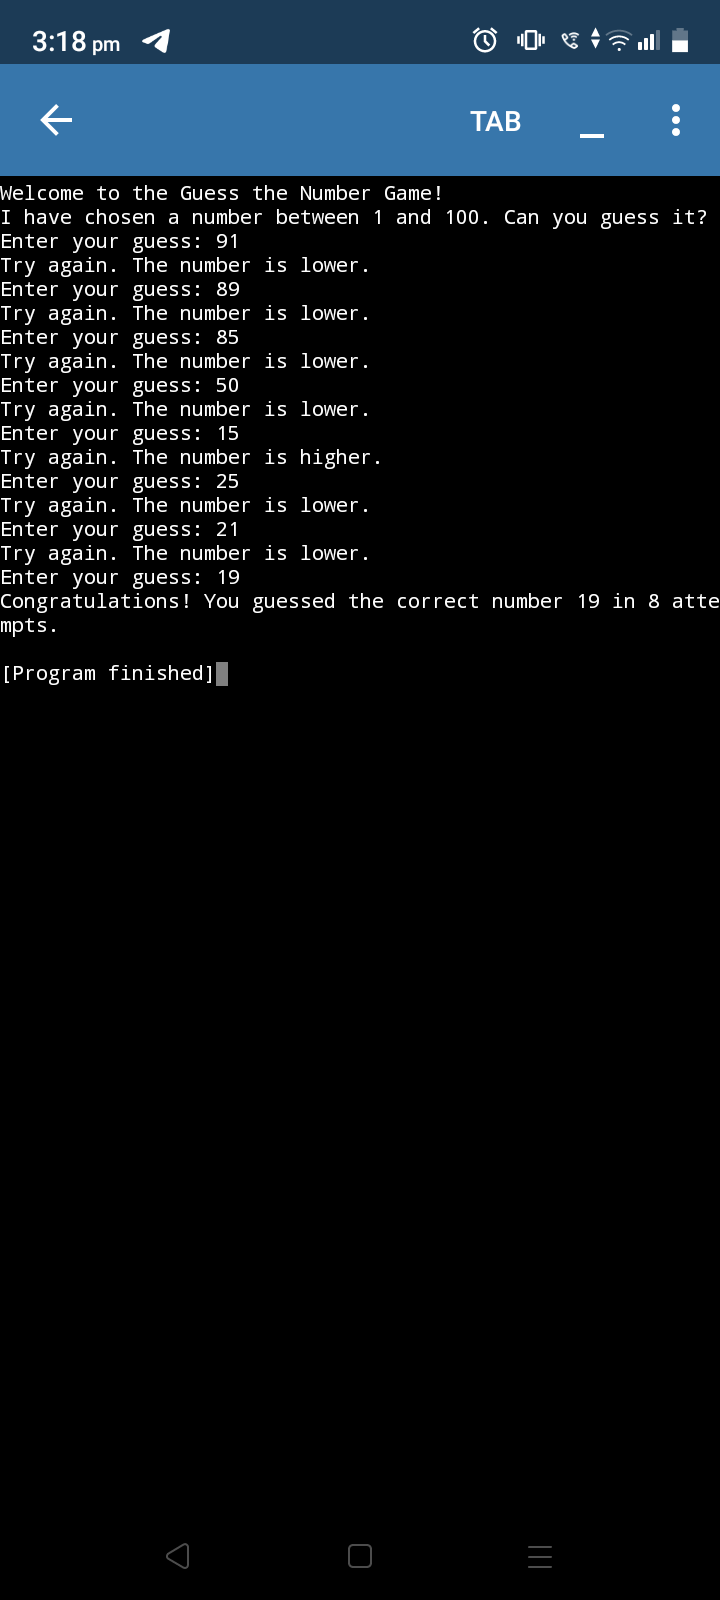 3:18 pm
TAB
Welcome to the Guess the Number Game!
I have chosen a number between 1 and 100. Can you guess it?
Enter your guess: 91
Try again. The number is lower.
Enter your guess: 89
Try again. The number is lower.
Enter your guess: 85
Try again. The number is lower.
Enter your guess: 50
Try again. The number is lower.
Enter your guess: 15
Try again. The number is higher.
Enter your guess: 25
Try again. The number is lower.
Enter your guess: 21
Try again. The number is lower.
Enter your guess: 19
Congratulations! You guessed the correct number 19 in 8 atte
mpts.
[Program finished]